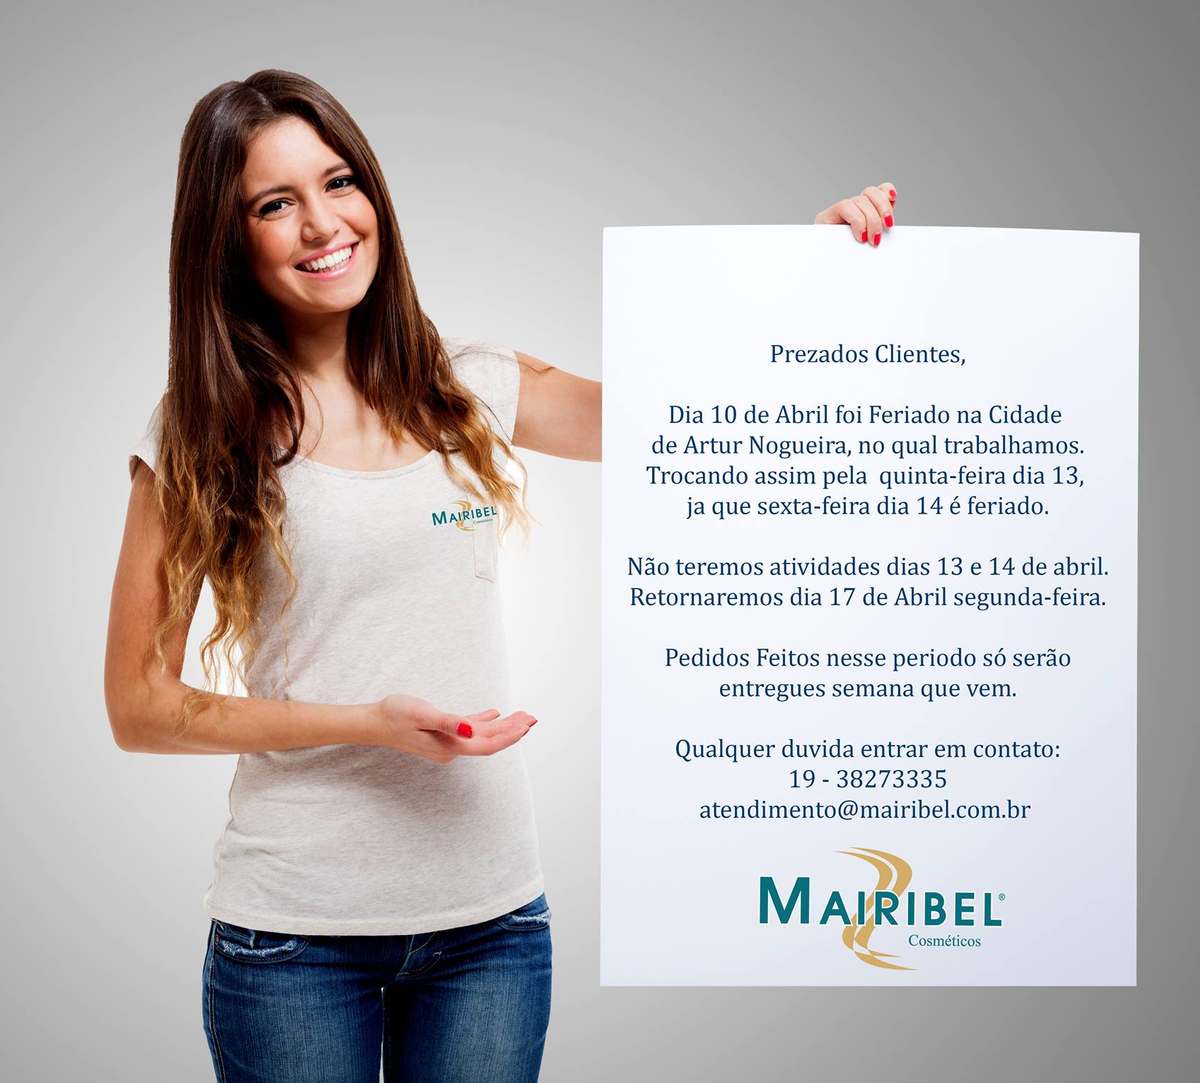 Prezados Clientes,
Dia 10 de Abril foi Feriado na Cidade
de Artur Nogueira, no qual trabalhamos.
Trocando assim pela quinta-feira dia 13,
ja que sexta-feira dia 14 é feriado.
Não teremos atividades dias 13 e 14 de abril.
Retornaremos dia 17 de Abril segunda-feira.
Pedidos Feitos nesse periodo só serão
entregues semana que vem.
Qualquer duvida entrar em contato:
19 - 38273335
atendimento@mairibel.com.br
MAIRIBEL®
Cosméticos
MAIRIBEL
Cosméticos